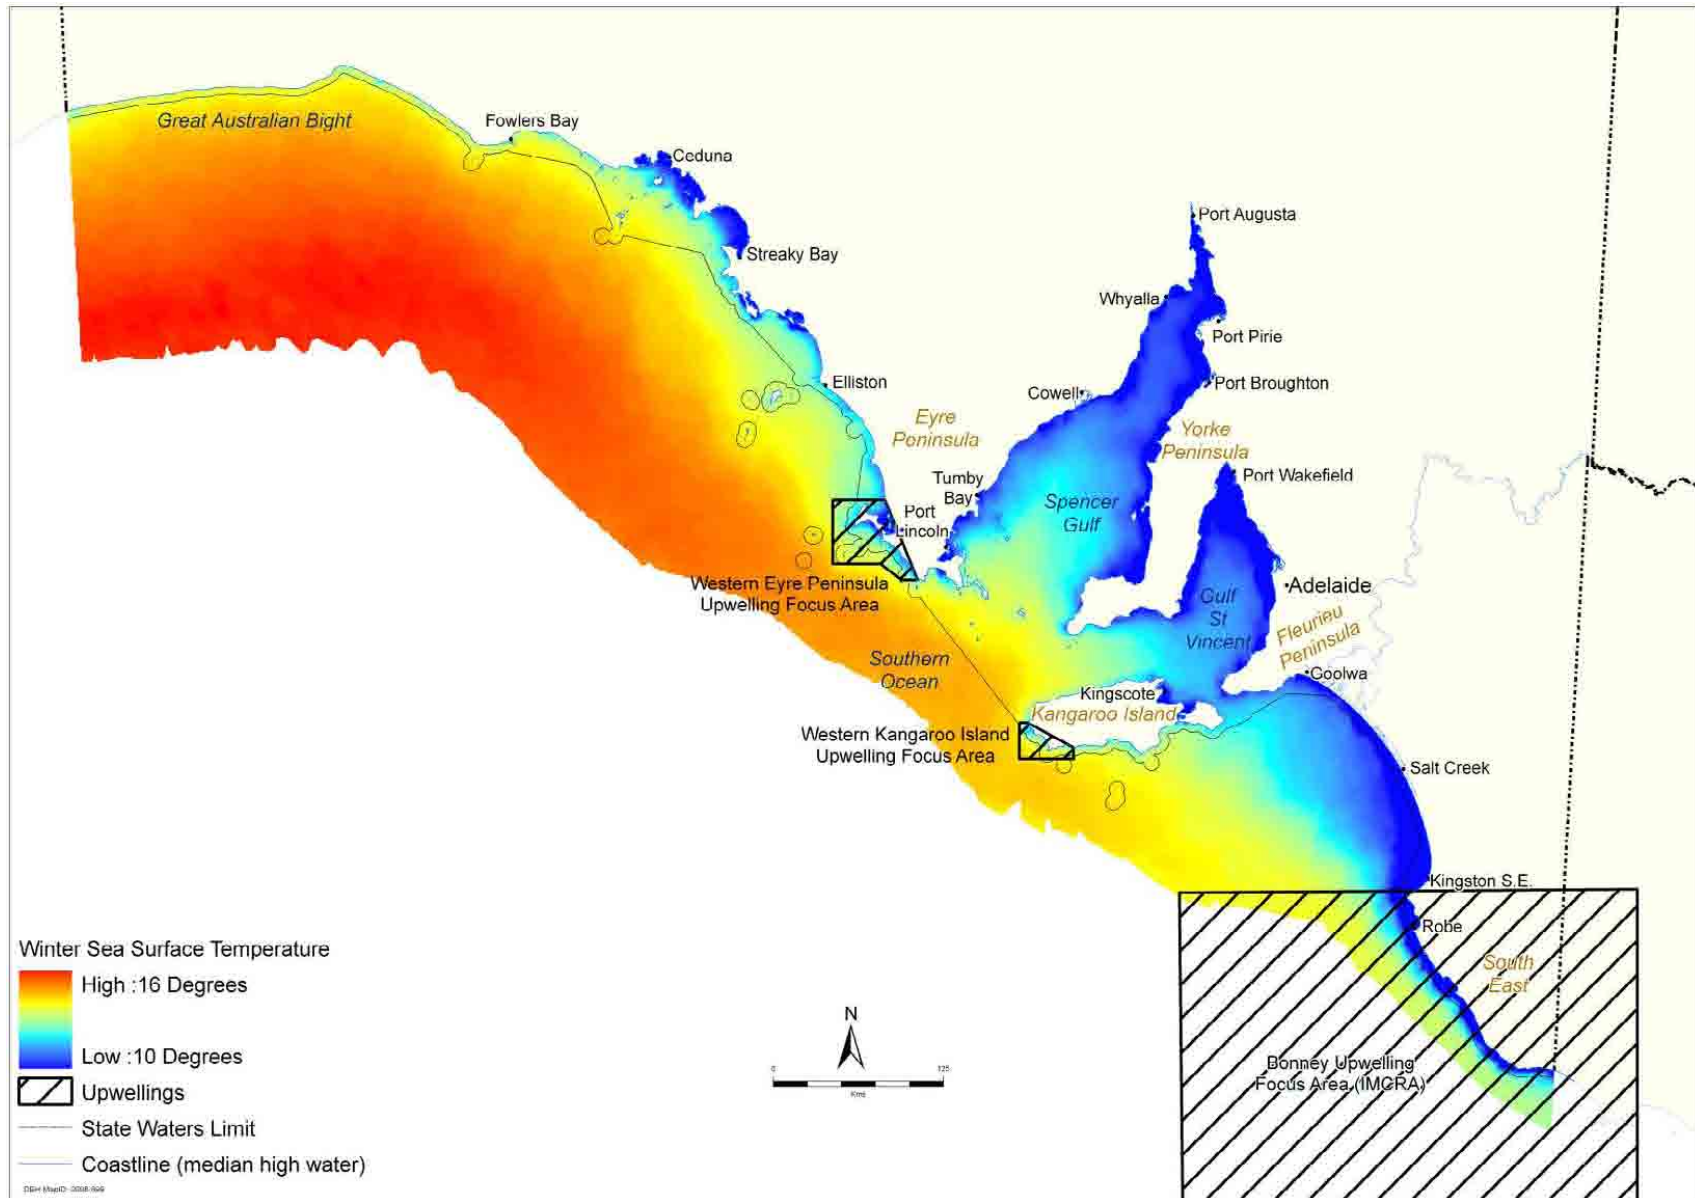 Great Australian Bight
Fowlers Bay
Ceduna
Streaky Bay
Port Augusta
Whyalla
Port Pirie
Port Broughton
Elliston
Cowell
Eyre
Peninsula
Yorke
Peninsula
Port Wakefield
Tumby
Bay
Spencer
Gulf
Port
Lincoln
Adelaide
Western Eyre Peninsula
Upwelling Focus Area
Gulf
St
Vincent
Fleurieu
Peninsula
Southern
Ocean
Goolwa
Kingscote
Kangaroo Island
Western Kangaroo Island
Upwelling Focus Area
Salt Creek
Kingston S.E.
Robe
South
East
Bonney Upwelling
Focus Area (IMCRA)
Winter Sea Surface Temperature
High :16 Degrees
Low :10 Degrees
Upwellings
State Waters Limit
Coastline (median high water)
N
0 125
Kms